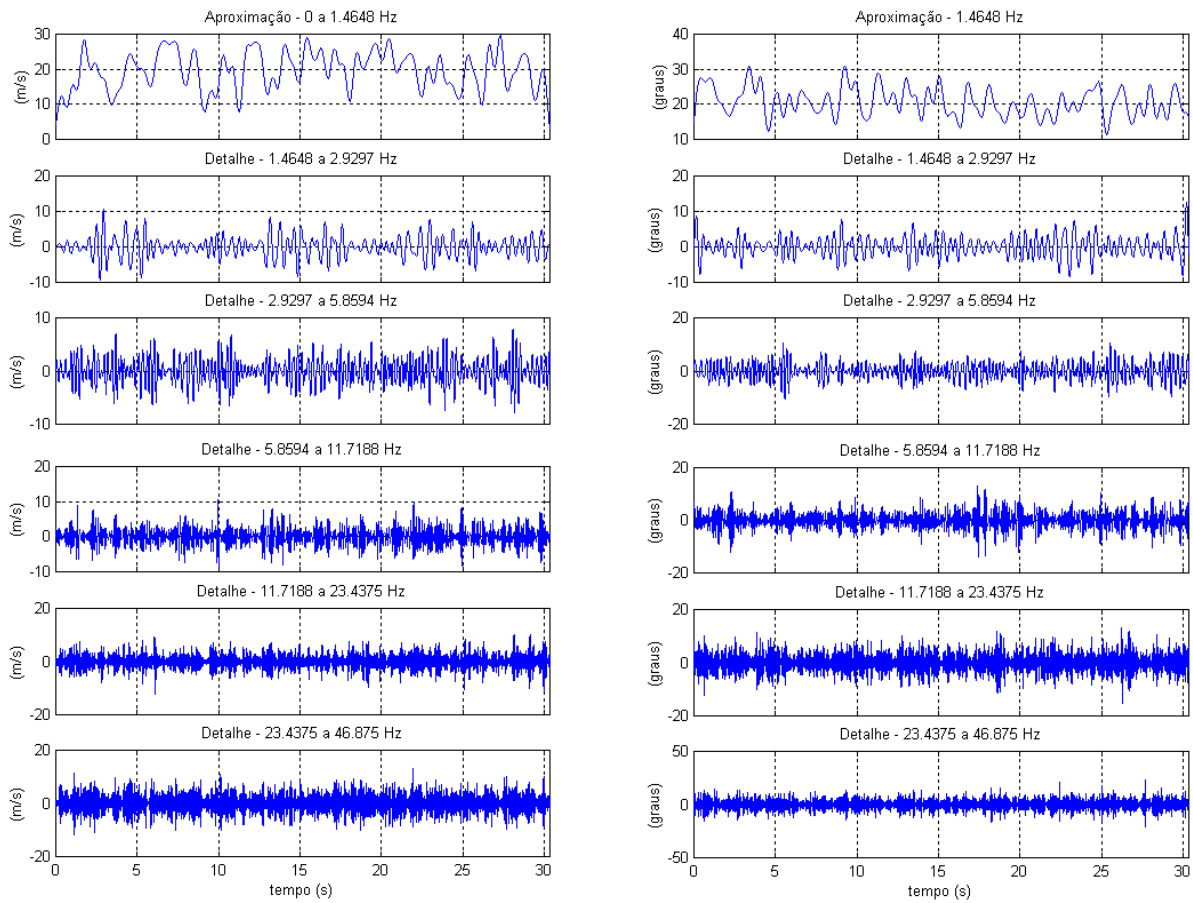 Aproximação - 0 a 1.4648 Hz
30
20
10
0
(m/s)
Detalhe - 1.4648 a 2.9297 Hz
20
10
0
-10
(m/s)
Detalhe - 2.9297 a 5.8594 Hz
10
0
-10
(m/s)
Detalhe - 5.8594 a 11.7188 Hz
20
10
0
-10
(m/s)
Detalhe - 11.7188 a 23.4375 Hz
20
0
-20
(m/s)
Detalhe - 23.4375 a 46.875 Hz
20
0
-20
(m/s)
0 5 10 15 20 25 30
tempo (s)
Aproximação - 1.4648 Hz
40
30
20
10
(graus)
Detalhe - 1.4648 a 2.9297 Hz
20
10
0
-10
(graus)
Detalhe - 2.9297 a 5.8594 Hz
20
0
-20
(graus)
Detalhe - 5.8594 a 11.7188 Hz
20
0
-20
(graus)
Detalhe - 11.7188 a 23.4375 Hz
20
0
-20
(graus)
Detalhe - 23.4375 a 46.875 Hz
50
0
-50
(graus)
0 5 10 15 20 25 30
tempo (s)